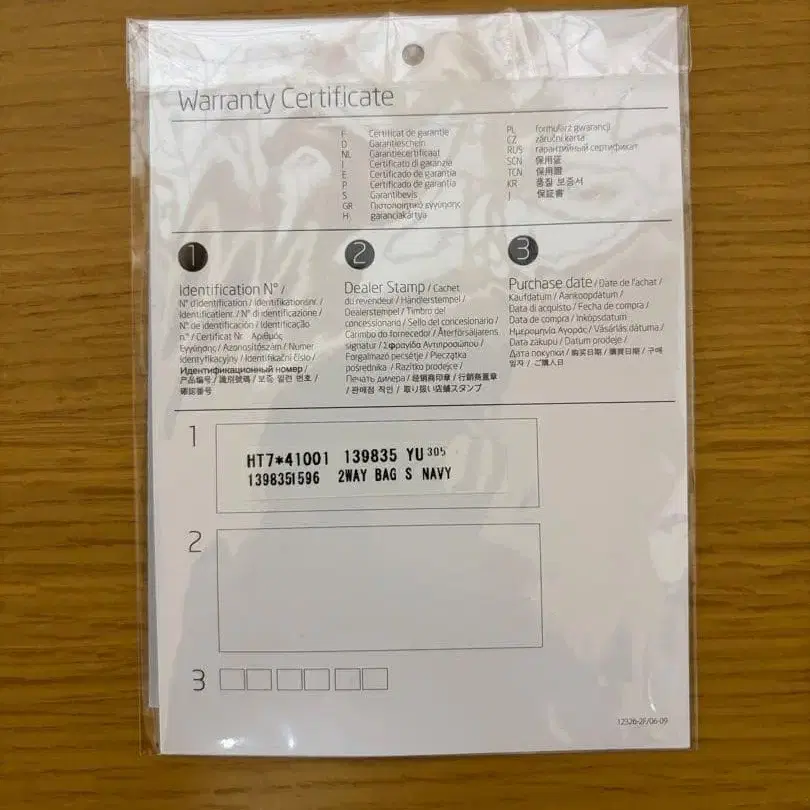 Warranty Certificate
F Certificat de garantie
D Garantieschein
NL Garantiecertificaat
I Certificato di garanzia
E Certificado de garantía
P Certificado de garantia
S Garantibevis
GR Πιστοποιητικό εγγύησης
H garanciakártya
PL formularz gwarancji
CZ záruční karta
RUS гарантийный сертификат
SCN 保用证
TCN 保用證
KR 품질 보증서
J 保証書
1
Identification N° /
N° d'identification / Identifikationsnr. /
Identificatienr. / N° di identificazione /
N° de identificación / Identificação
n.° / Certificat Nr. Αριθμός
Εγγύησης / Azonosítószám / Numer
identyfikacyjny / Identifikační číslo /
Идентификационный номер /
产品编号 / 識別號碼 / 보증 일련 번호 /
確認番号
2
Dealer Stamp / Cachet
du revendeur / Händlerstempel /
Dealerstempel / Timbro del
concessionario / Sello del concesionario /
Carimbo do fornecedor / Återförsäljarens
signatur / Σφραγίδα Αντιπροσώπου /
Forgalmazó pecsétje / Pieczątka
pośrednika / Razítko prodejce /
Печать дилера / 经销商印章 / 行銷商蓋章
/ 판매점 직인 / 取り扱い店舗スタンプ
3
Purchase date / Date de l'achat /
Kaufdatum / Aankoopdatum /
Data di acquisto / Fecha de compra /
Data de compra / Inköpsdatum
Ημερομηνία Αγοράς / Vásárlás dátuma /
Data zakupu / Datum prodeje /
Дата покупки / 购买日期 / 購買日期 / 구매
일자 / ご購入日
1
HT7*41001 139835 YU 305
1398351596 2WAY BAG S NAVY
2
3
12326-2F/06-09